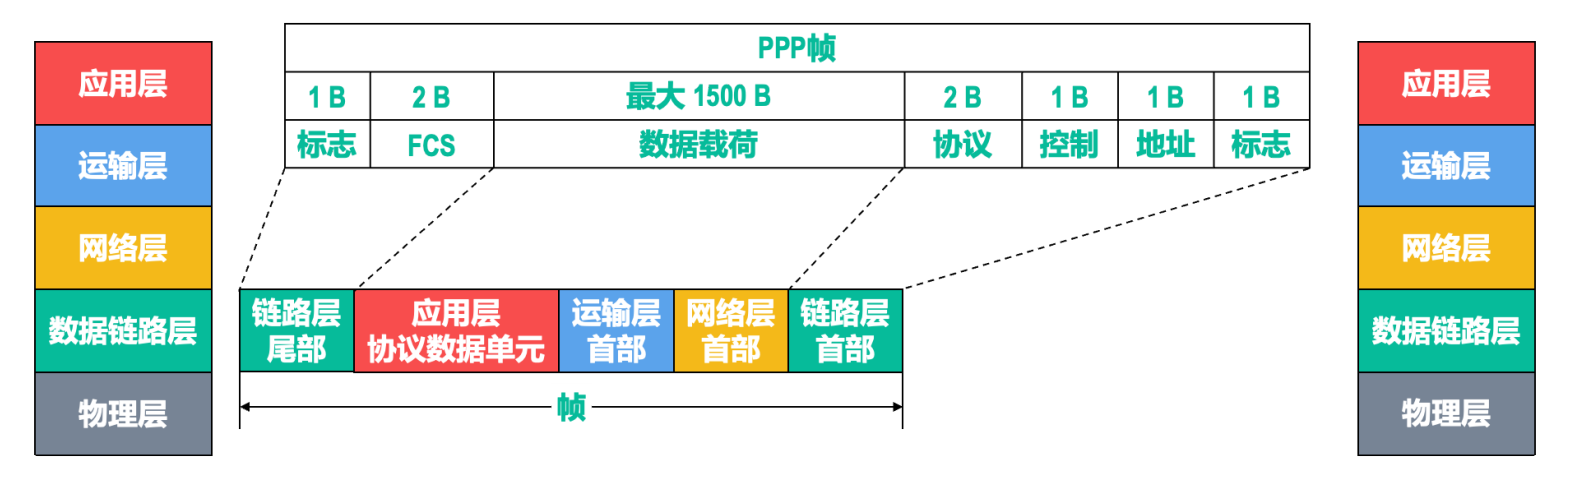 应用层
运输层
网络层
数据链路层
物理层
PPP帧
1 B 2 B 最大 1500 B 2 B 1 B 1 B 1 B
标志 FCS 数据载荷 协议 控制 地址 标志
链路层 应用层 运输层 网络层 链路层
尾部 协议数据单元 首部 首部 首部
帧
应用层
运输层
网络层
数据链路层
物理层